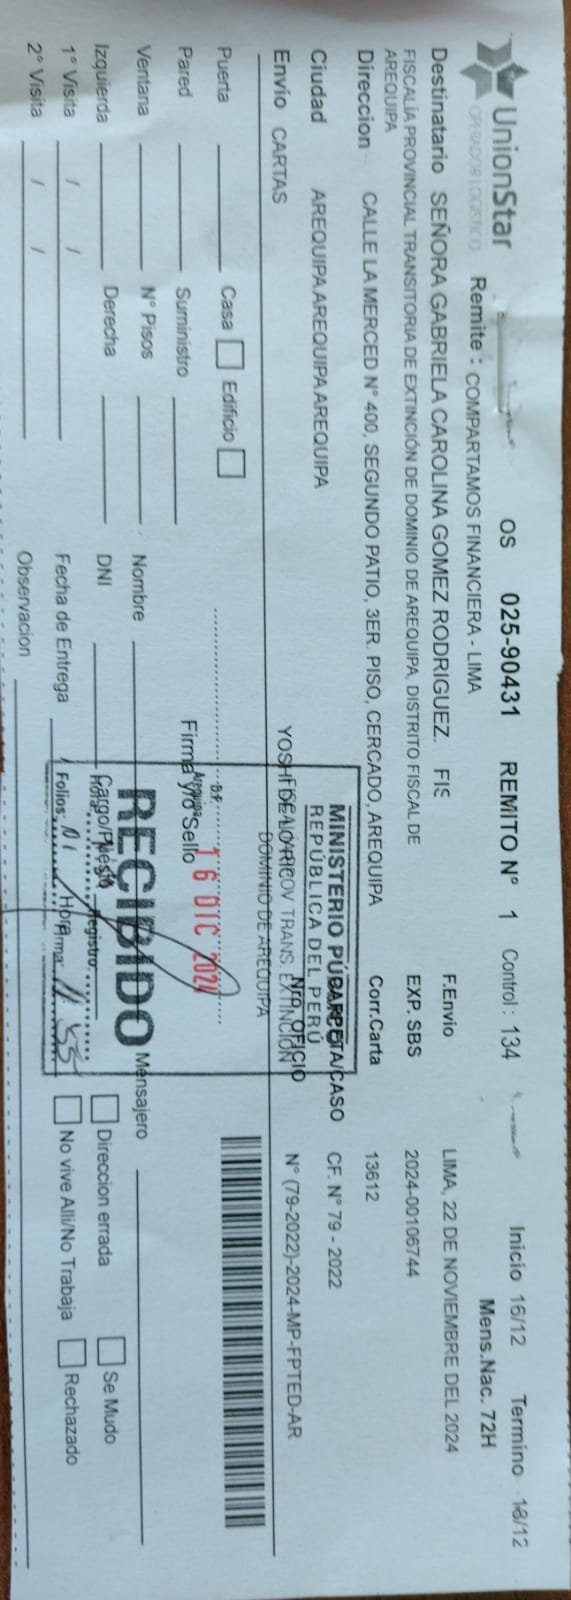 UnionStar
OPERADOR LOGISTICO
OS 025-90431 REMITO N° 1 Control : 134 Inicio 16/12 Termino 18/12
Remite : COMPARTAMOS FINANCIERA - LIMA Mens.Nac. 72H
Destinatario SEÑORA GABRIELA CAROLINA GOMEZ RODRIGUEZ. FIS F.Envio LIMA, 22 DE NOVIEMBRE DEL 2024
FISCALÍA PROVINCIAL TRANSITORIA DE EXTINCIÓN DE DOMINIO DE AREQUIPA, DISTRITO FISCAL DE EXP. SBS 2024-00106744
AREQUIPA
Direccion CALLE LA MERCED N° 400, SEGUNDO PATIO, 3ER. PISO, CERCADO, AREQUIPA Corr.Carta 13612
Ciudad AREQUIPAAREQUIPAAREQUIPA CARPETA/CASO CF. N° 79 - 2022
Envio CARTAS Nro. OFICIO N° (79-2022)-2024-MP-FPTED-AR
MINISTERIO PÚBLICO
REPÚBLICA DEL PERÚ
TRANS. EXTINCIÓN
DOMINIO DE AREQUIPA
Puerta Casa Edificio
Pared Suministro Firma y/o Sello
Arequipa 16 DIC 2024
Ventana N° Pisos Nombre Mensajero
RECIBIDO
Izquierda Derecha DNI Cargo/Puesto Registro: Direccion errada Se Mudo
1° Visita / / Fecha de Entrega / Folios: 01 Hora Firma: 11 55 No vive Alli/No Trabaja Rechazado
2° Visita / / Observacion